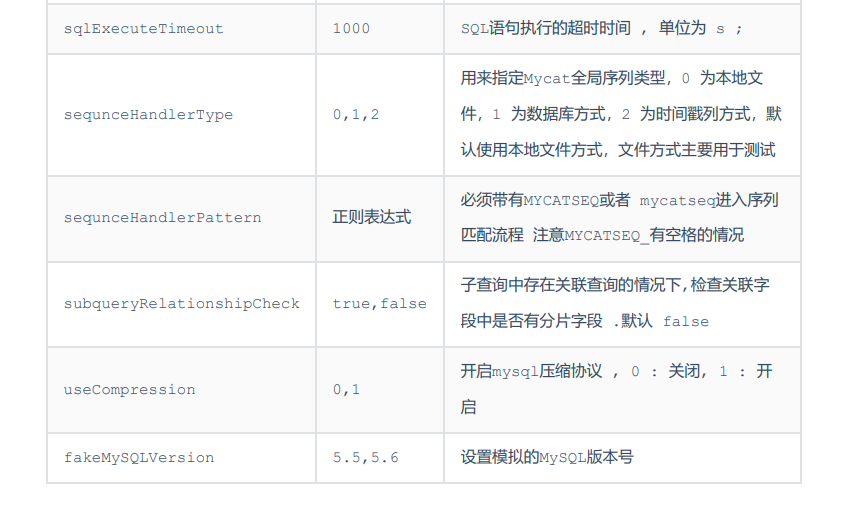 sqlExecuteTimeout 1000 SQL语句执行的超时时间 , 单位为 s ;
sequnceHandlerType 0,1,2 用来指定Mycat全局序列类型, 0 为本地文
件, 1 为数据库方式, 2 为时间戳列方式, 默
认使用本地文件方式, 文件方式主要用于测试
sequnceHandlerPattern 正则表达式 必须带有MYCATSEQ或者 mycatseq进入序列
匹配流程 注意MYCATSEQ_有空格的情况
subqueryRelationshipCheck true,false 子查询中存在关联查询的情况下,检查关联字
段中是否有分片字段 .默认 false
useCompression 0,1 开启mysql压缩协议 , 0 : 关闭, 1 : 开
启
fakeMySQLVersion 5.5,5.6 设置模拟的MySQL版本号